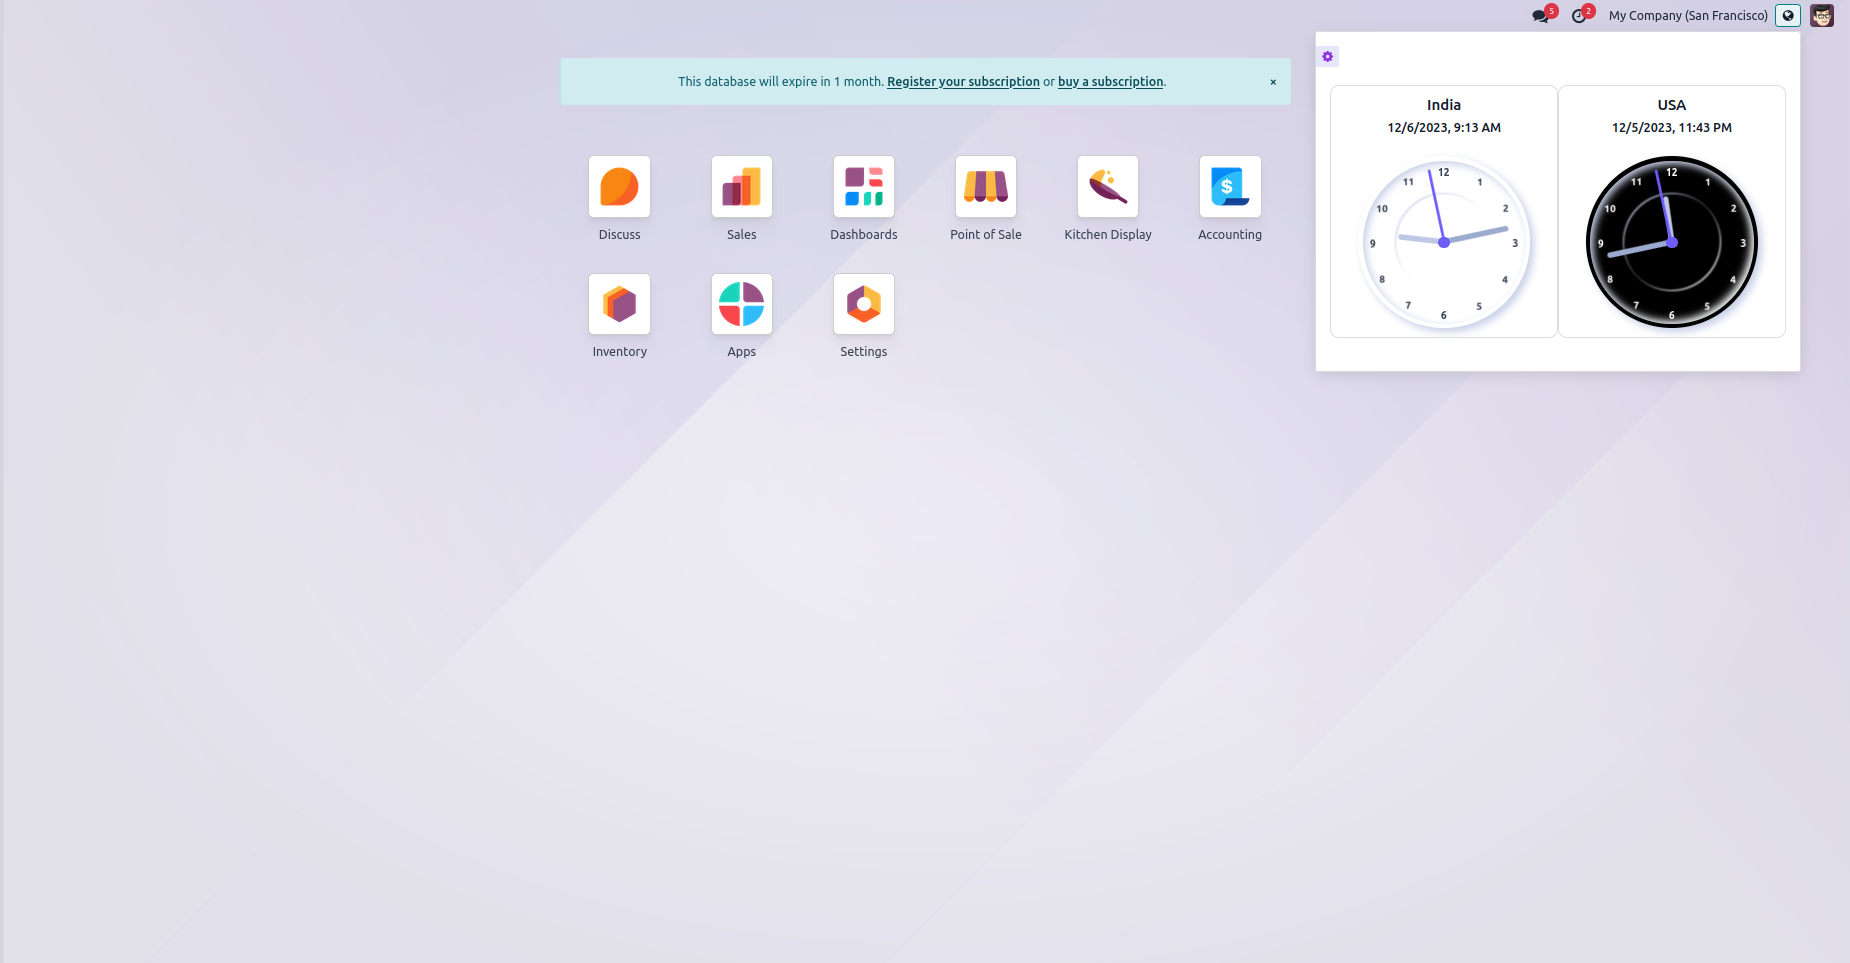 5
2
My Company (San Francisco)
This database will expire in 1 month. Register your subscription or buy a subscription.
×
Discuss
Sales
Dashboards
Point of Sale
Kitchen Display
$
Accounting
Inventory
Apps
Settings
India
12/6/2023, 9:13 AM
12
1
2
3
4
5
6
7
8
9
10
11
USA
12/5/2023, 11:43 PM
12
1
2
3
4
5
6
7
8
9
10
11